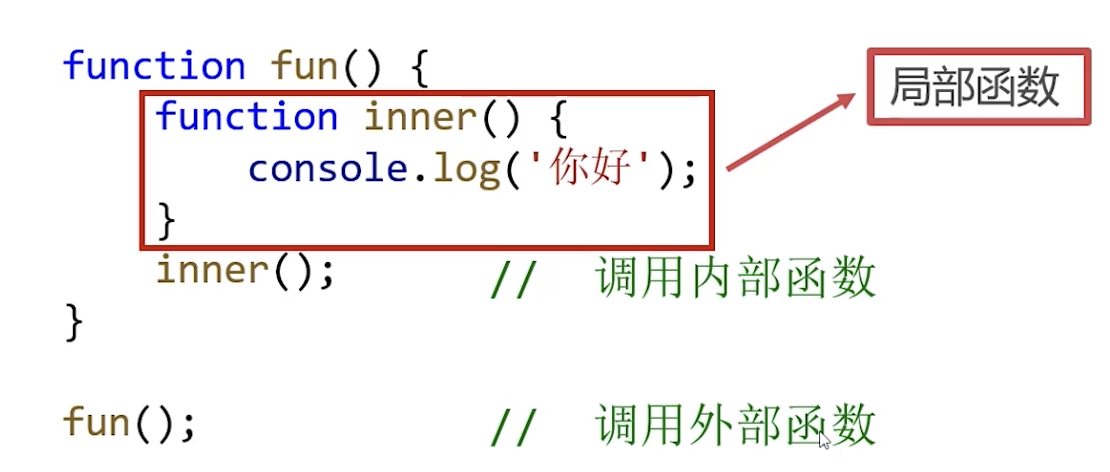 function fun() {
局部函数
function inner() {
console.log('你好');
}
inner(); // 调用内部函数
}
fun(); // 调用外部函数